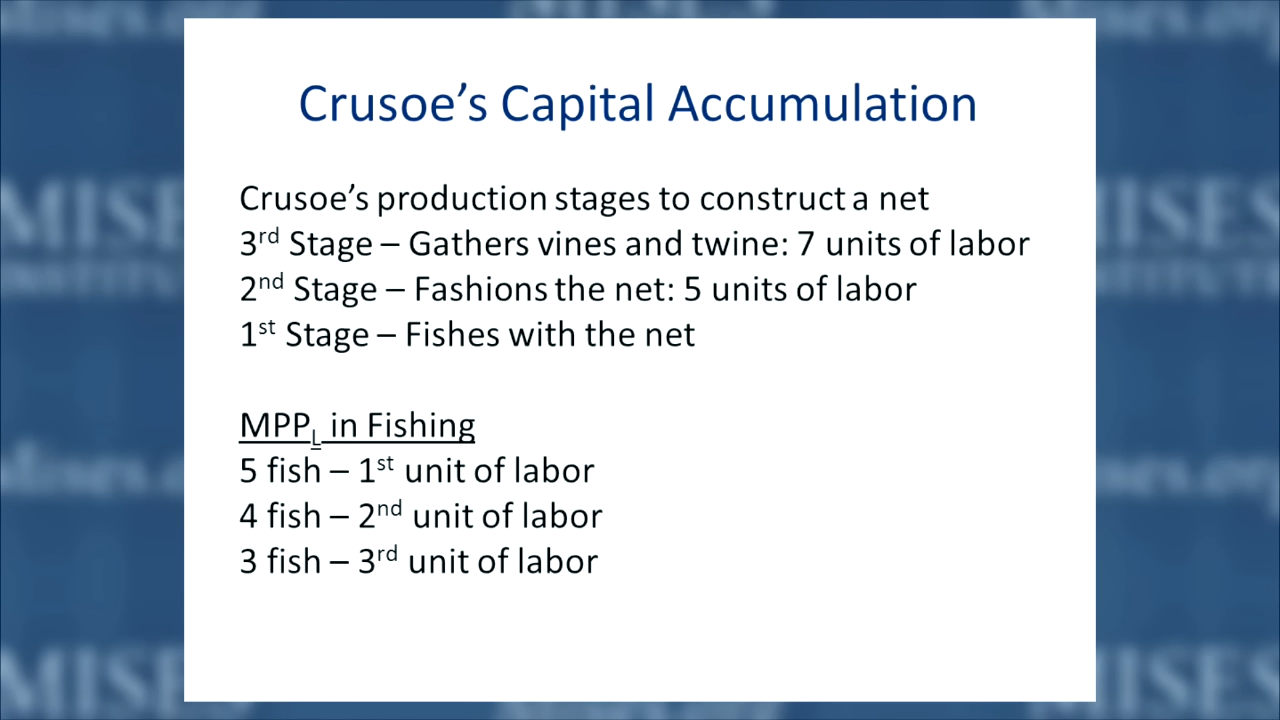 Crusoe’s Capital Accumulation
Crusoe’s production stages to construct a net
3rd Stage – Gathers vines and twine: 7 units of labor
2nd Stage – Fashions the net: 5 units of labor
1st Stage – Fishes with the net
MPPL in Fishing
5 fish – 1st unit of labor
4 fish – 2nd unit of labor
3 fish – 3rd unit of labor